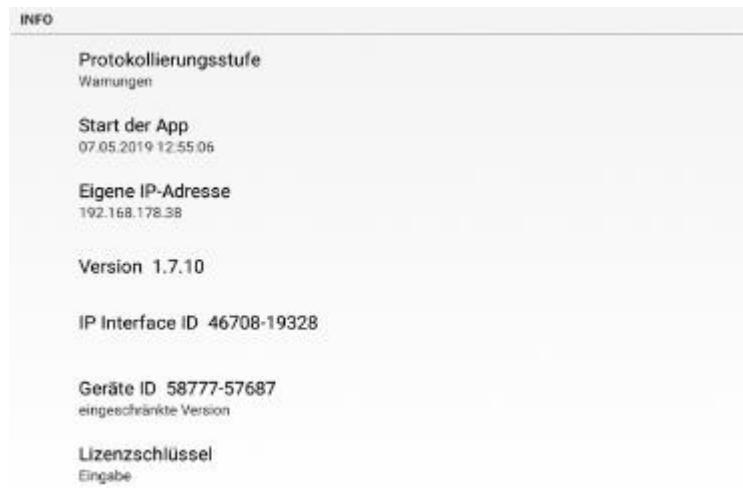 INFO
Protokollierungsstufe
Warnungen
Start der App
07.05.2019 12:55:06
Eigene IP-Adresse
192.168.178.38
Version 1.7.10
IP Interface ID 46708-19328
Geräte ID 58777-57687
eingeschränkte Version
Lizenzschlüssel
Eingabe